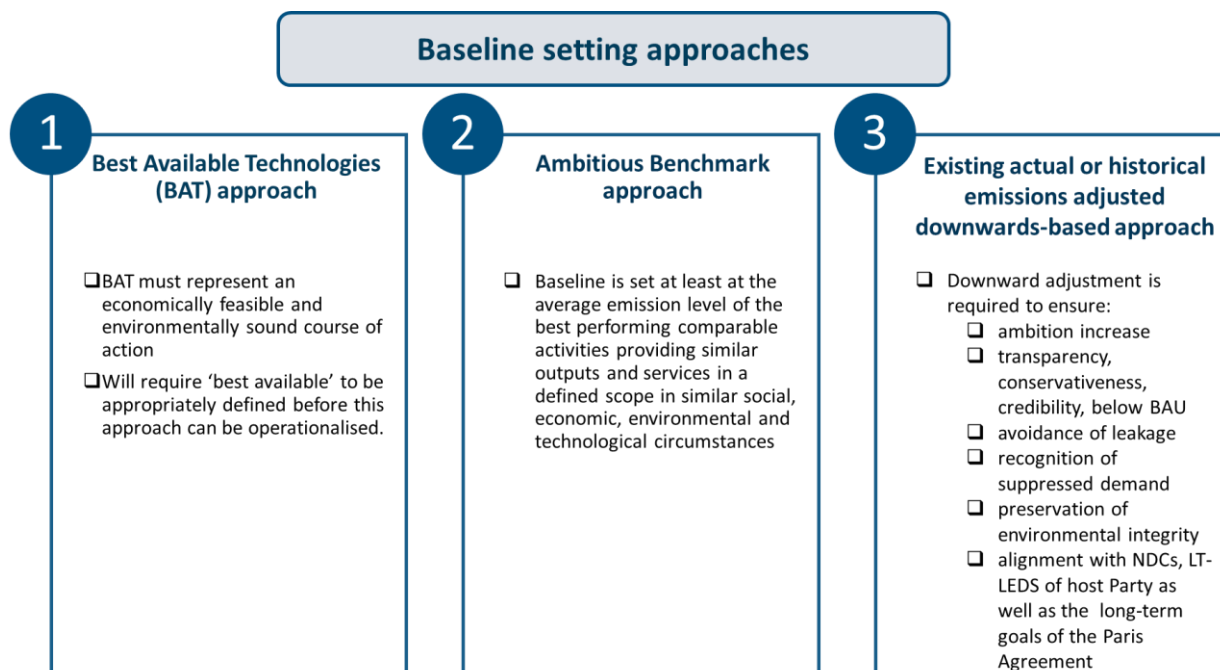 Baseline setting approaches
1
Best Available Technologies
(BAT) approach
❑BAT must represent an
economically feasible and
environmentally sound course of
action
❑Will require ‘best available’ to be
appropriately defined before this
approach can be operationalised.
2
Ambitious Benchmark
approach
❑ Baseline is set at least at the
average emission level of the
best performing comparable
activities providing similar
outputs and services in a
defined scope in similar social,
economic, environmental and
technological circumstances
3
Existing actual or historical
emissions adjusted
downwards-based approach
❑ Downward adjustment is
required to ensure:
❑ ambition increase
❑ transparency,
conservativeness,
credibility, below BAU
❑ avoidance of leakage
❑ recognition of
suppressed demand
❑ preservation of
environmental integrity
❑ alignment with NDCs, LT-
LEDS of host Party as
well as the long-term
goals of the Paris
Agreement